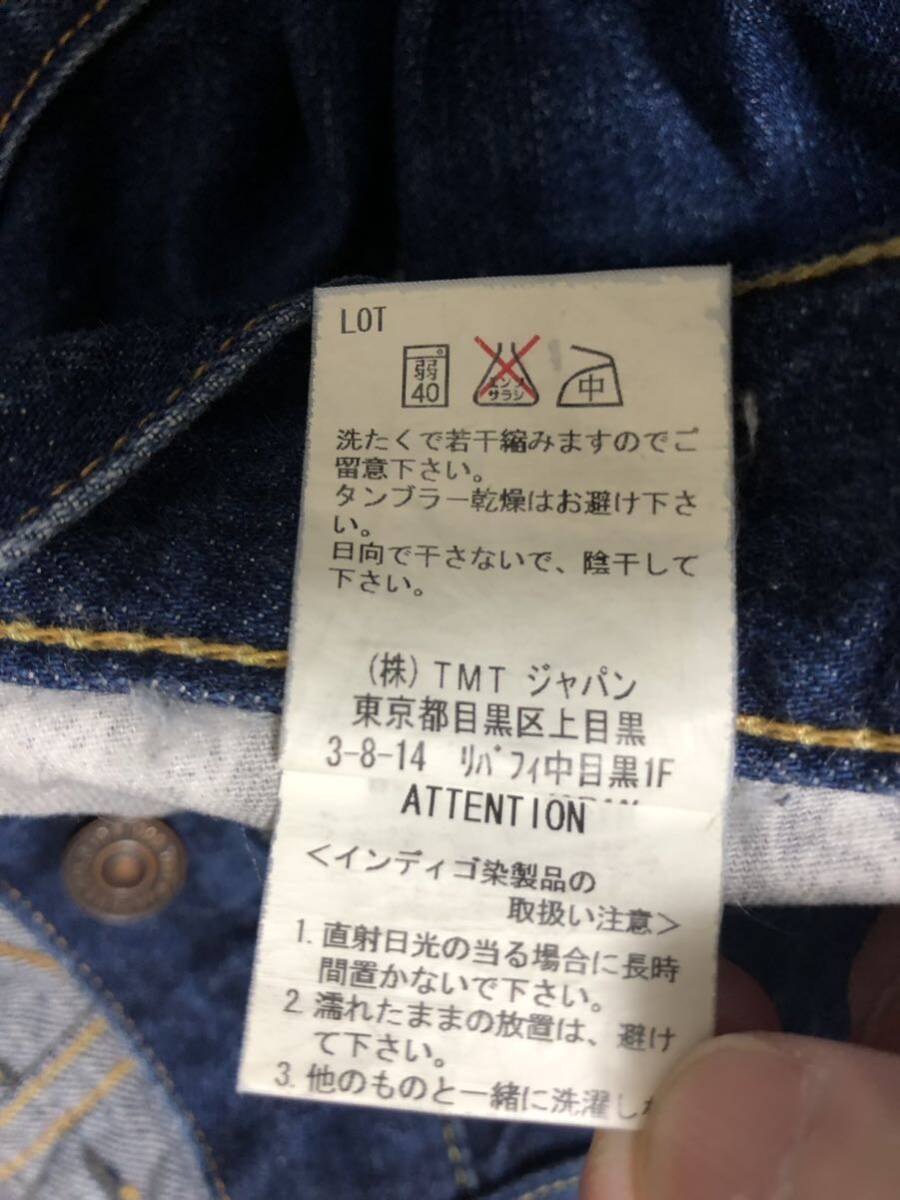 LOT
弱
40
エンソ
サラシ
中
洗たくで若干縮みますのでご
留意下さい。
タンブラー乾燥はお避け下さ
い。
日向で干さないで、陰干して
下さい。
(株) TMT ジャパン
東京都目黒区上目黒
3-8-14 リバフィ中目黒1F
ATTENTION
<インディゴ染製品の
取扱い注意>
1. 直射日光の当る場合に長時
間置かないで下さい。
2. 濡れたままの放置は、避け
て下さい。
3. 他のものと一緒に洗濯し